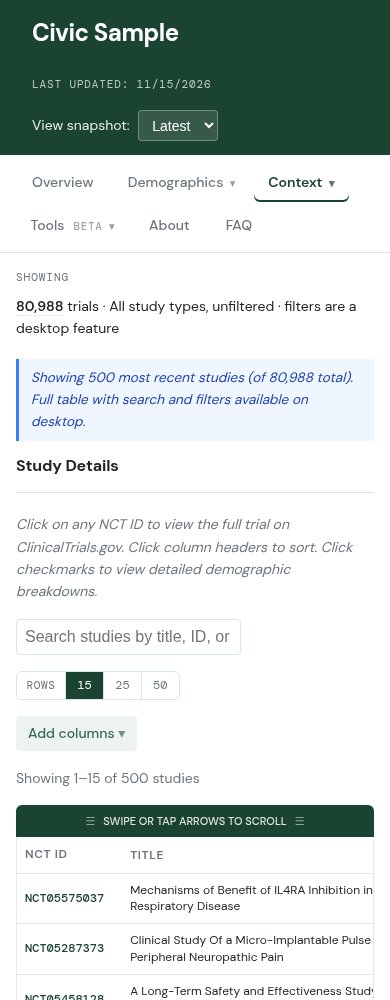 Civic Sample
LAST UPDATED: 11/15/2026
View snapshot: Latest
Overview Demographics ▾ Context ▾
Tools BETA ▾ About FAQ
SHOWING
80,988 trials · All study types, unfiltered · filters are a
desktop feature
Showing 500 most recent studies (of 80,988 total).
Full table with search and filters available on
desktop.
Study Details
Click on any NCT ID to view the full trial on
ClinicalTrials.gov. Click column headers to sort. Click
checkmarks to view detailed demographic
breakdowns.
Search studies by title, ID, or
ROWS 15 25 50
Add columns ▾
Showing 1–15 of 500 studies
☰ SWIPE OR TAP ARROWS TO SCROLL ☰
NCT ID TITLE
NCT05575037 Mechanisms of Benefit of IL4RA Inhibition in
Respiratory Disease
NCT05287373 Clinical Study Of a Micro-Implantable Pulse
Peripheral Neuropathic Pain
NCT05458128 A Long-Term Safety and Effectiveness Study